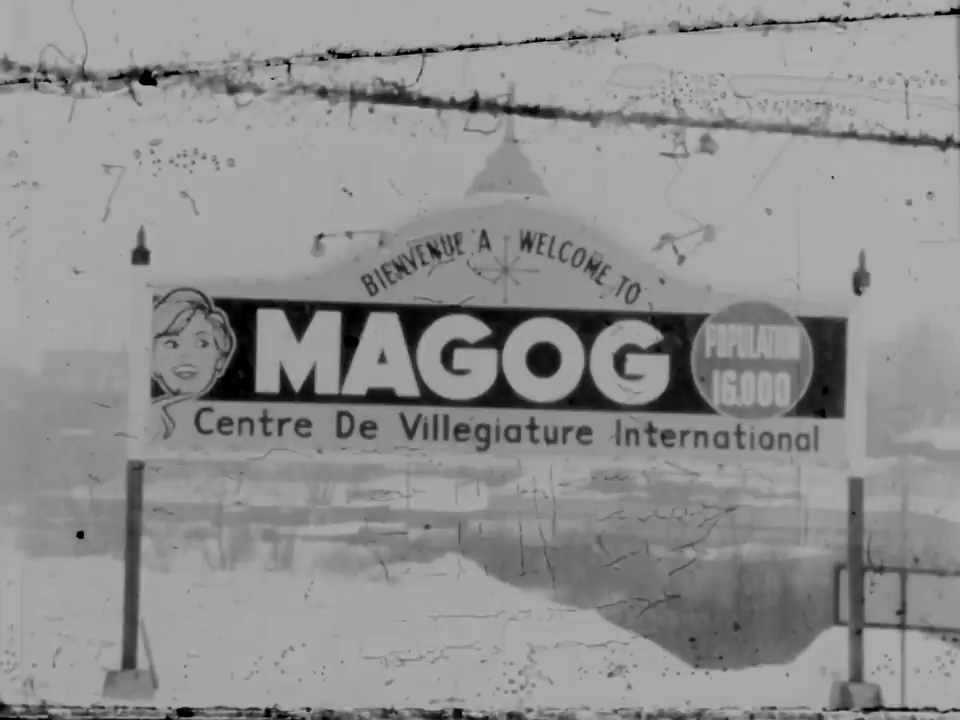 BIENVENUE A WELCOME TO
MAGOG
POPULATION
16.000
Centre De Villegiature International